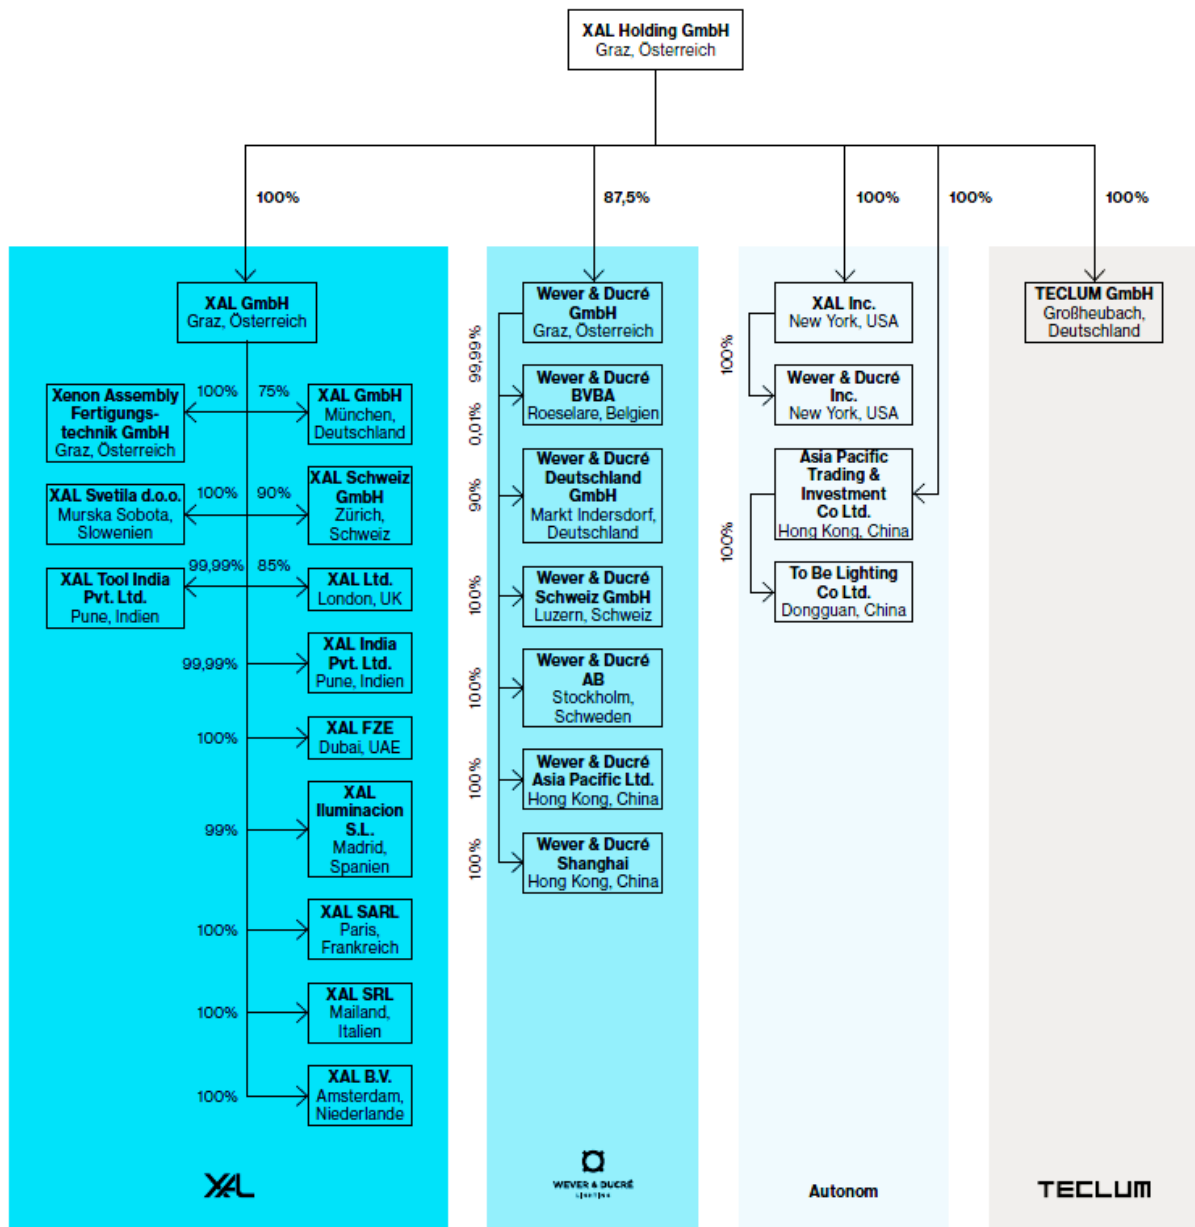 XAL Holding GmbH
Graz, Österreich
100%
87,5%
100%
100%
100%
XAL GmbH
Graz, Österreich
100%
75%
Xenon Assembly
Fertigungs-
technik GmbH
Graz, Österreich
XAL GmbH
München,
Deutschland
100%
90%
XAL Svetila d.o.o.
Murska Sobota,
Slowenien
XAL Schweiz
GmbH
Zürich,
Schweiz
99,99%
85%
XAL Tool India
Pvt. Ltd.
Pune, Indien
XAL Ltd.
London, UK
99,99%
XAL India
Pvt. Ltd.
Pune, Indien
100%
XAL FZE
Dubai, UAE
99%
XAL
Iluminacion
S.L.
Madrid,
Spanien
100%
XAL SARL
Paris,
Frankreich
100%
XAL SRL
Mailand,
Italien
100%
XAL B.V.
Amsterdam,
Niederlande
XAL
Wever & Ducré
GmbH
Graz, Österreich
99,99%
0,01%
Wever & Ducré
BVBA
Roeselare, Belgien
90%
Wever & Ducré
Deutschland
GmbH
Markt Indersdorf,
Deutschland
100%
Wever & Ducré
Schweiz GmbH
Luzern, Schweiz
100%
Wever & Ducré
AB
Stockholm,
Schweden
100%
Wever & Ducré
Asia Pacific Ltd.
Hong Kong, China
100%
Wever & Ducré
Shanghai
Hong Kong, China
WEVER & DUCRÉ
LIGHTING
XAL Inc.
New York, USA
100%
Wever & Ducré
Inc.
New York, USA
Asia Pacific
Trading &
Investment
Co Ltd.
Hong Kong, China
100%
To Be Lighting
Co Ltd.
Dongguan, China
Autonom
TECLUM GmbH
Großheubach,
Deutschland
TECLUM